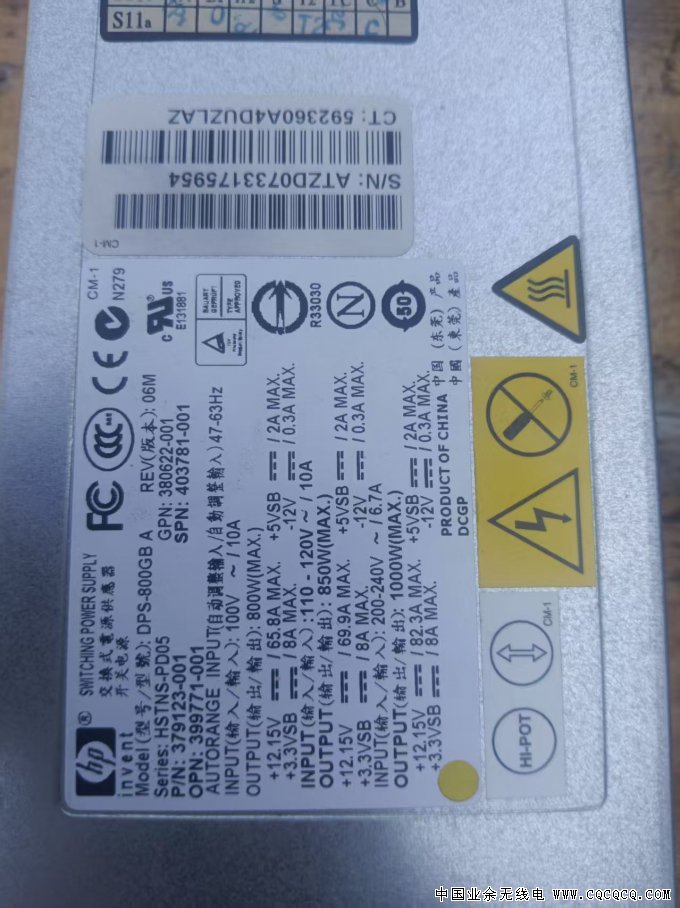 S11a
CT: 592360A4DUZLAZ
S/N: ATZD0733175954
CM-1
hp
invent
®
SWITCHING POWER SUPPLY
交換式電源供應器
开关电源
Model(型号/型號): DPS-800GB A
REV(版本): 06M
Series: HSTNS-PD05
GPN: 380622-001
P/N: 379123-001
SPN: 403781-001
OPN: 399771-001
AUTORANGE INPUT(自动调整输入/自動調整輸入) 47-63Hz
INPUT(输入/輸入): 100V ~ / 10A
OUTPUT(输出/輸出): 800W(MAX.)
+12.15V / 65.8A MAX. +5VSB / 2A MAX.
+3.3VSB / 8A MAX. -12V / 0.3A MAX.
INPUT(输入/輸入): 110 - 120V ~ / 10A
OUTPUT(输出/輸出): 850W(MAX.)
+12.15V / 69.9A MAX. +5VSB / 2A MAX.
+3.3VSB / 8A MAX. -12V / 0.3A MAX.
INPUT(输入/輸入): 200-240V ~ / 6.7A
OUTPUT(输出/輸出): 1000W(MAX.)
+12.15V / 82.3A MAX. +5VSB / 2A MAX.
+3.3VSB / 8A MAX. -12V / 0.3A MAX.
PRODUCT OF CHINA 中国 (东莞) 产品
DCGP 中國 (東莞) 產品
FC
CCC
CE
N279
CM-1
c UL us
®
E131881
BAUART GEPRÜFT
TYPE APPROVED
R33030
N
50
CM-1
HI-POT
CM-1
中国业余无线电 www.cqcqcq.com